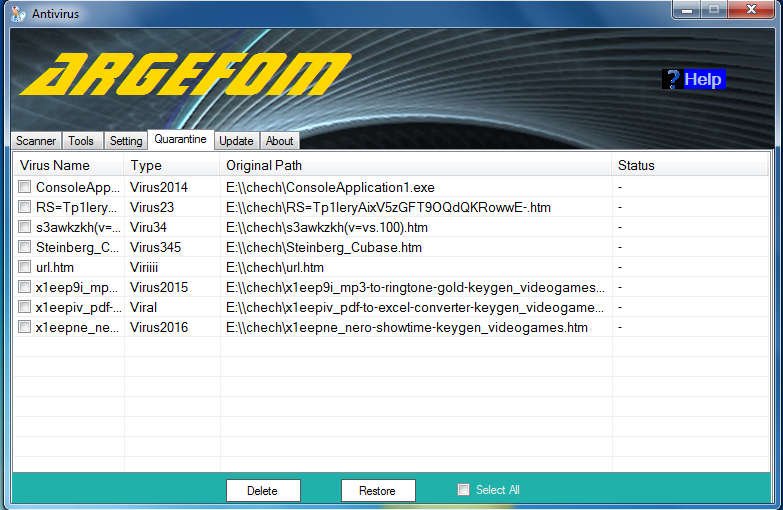 Antivirus
ARGEFOM
? Help
Scanner Tools Setting Quarantine Update About
Virus Name Type Original Path Status
ConsoleApp... Virus2014 E:\\chech\ConsoleApplication1.exe -
RS=Tp1Iery... Virus23 E:\\chech\RS=Tp1IeryAixV5zGFT9OQdQKRowwE-.htm -
s3awkzkh(v=... Viru34 E:\\chech\s3awkzkh(v=vs.100).htm -
Steinberg_C... Virus345 E:\\chech\Steinberg_Cubase.htm -
url.htm Viriiii E:\\chech\url.htm -
x1eep9i_mp... Virus2015 E:\\chech\x1eep9i_mp3-to-ringtone-gold-keygen_videogames... -
x1eepiv_pdf-... Viral E:\\chech\x1eepiv_pdf-to-excel-converter-keygen_videogame... -
x1eepne_ne... Virus2016 E:\\chech\x1eepne_nero-showtime-keygen_videogames.htm -
Delete Restore Select All